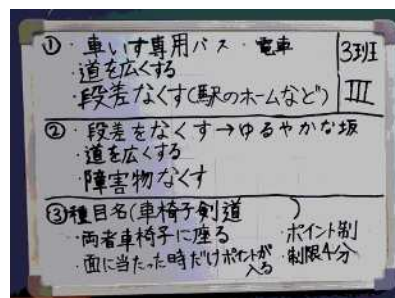 ① ・車いす専用バス・電車
3班
・道を広くする
・段差なくす(駅のホームなど)
III
② ・段差をなくす→ゆるやかな坂
・道を広くする
・障害物なくす
③種目名(車椅子剣道 )
・両者車椅子に座る
・ポイント制
・面に当たった時だけポイントが入る
・制限4分